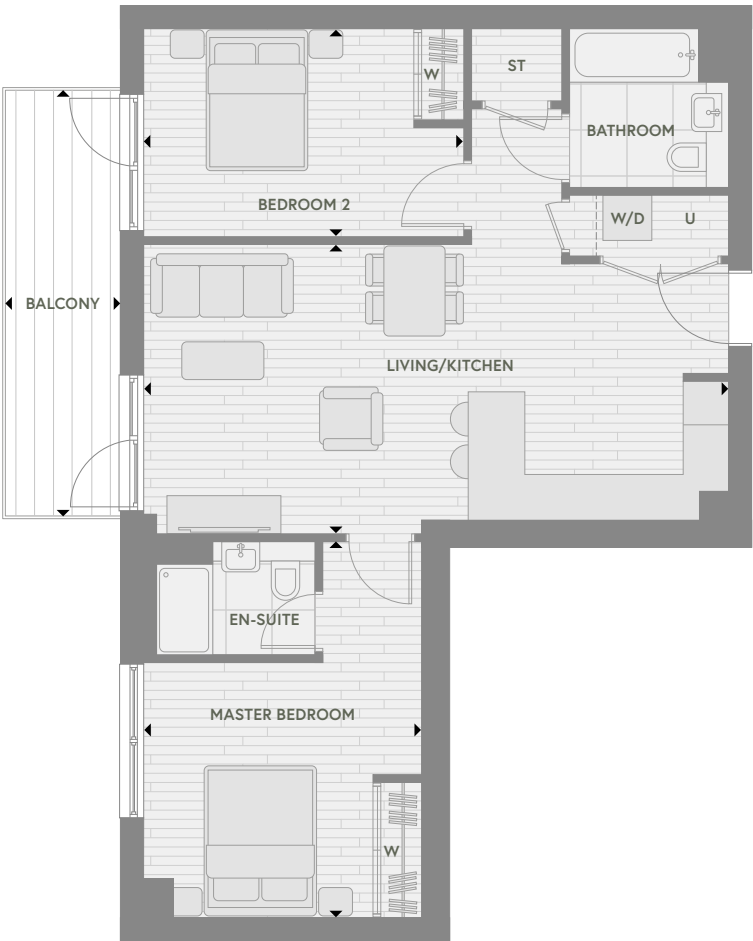 ST
W
BATHROOM
BEDROOM 2
W/D
U
BALCONY
LIVING/KITCHEN
EN-SUITE
MASTER BEDROOM
W